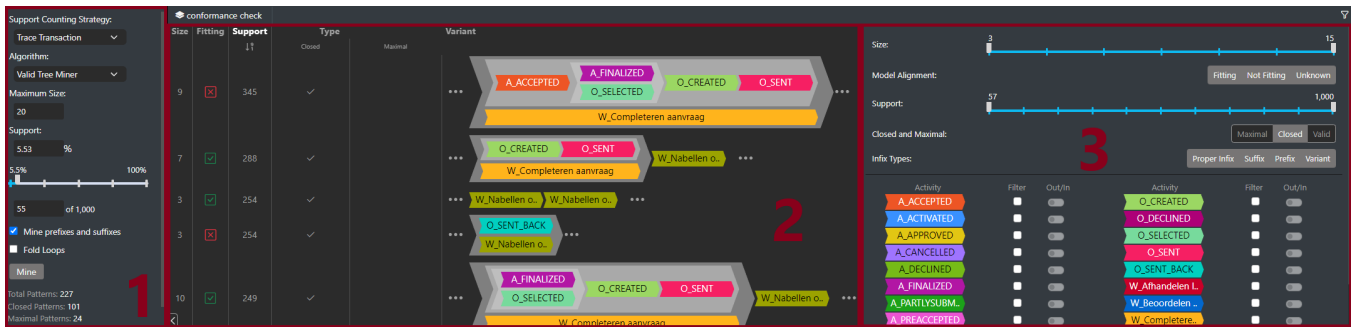 Support Counting Strategy:
Trace Transaction
Algorithm:
Valid Tree Miner
Maximum Size:
20
Support:
5.53 %
5.5% 100%
55 of 1,000
Mine prefixes and suffixes
Fold Loops
Mine
Total Patterns: 227
Closed Patterns: 101
Maximal Patterns: 24
1
conformance check
Size Fitting Support Type Variant
Closed Maximal
9 345
A_ACCEPTED
A_FINALIZED
O_SELECTED
O_CREATED
O_SENT
W_Completeren aanvraag
7 288
O_CREATED O_SENT
W_Completeren aanvraag
W_Nabellen o..
3 254
W_Nabellen o.. W_Nabellen o..
3 254
O_SENT_BACK
W_Nabellen o..
10 249
A_FINALIZED
O_SELECTED
O_CREATED
O_SENT
W_Nabellen o..
W_Completeren aanvraag
2
Size: 3 15
Model Alignment: Fitting Not Fitting Unknown
Support: 57 1,000
Closed and Maximal: Maximal Closed Valid
Infix Types: Proper Infix Suffix Prefix Variant
3
Activity Filter Out/In Activity Filter Out/In
A_ACCEPTED O_CREATED
A_ACTIVATED O_DECLINED
A_APPROVED O_SELECTED
A_CANCELLED O_SENT
A_DECLINED O_SENT_BACK
A_FINALIZED W_Afhandelen l..
A_PARTLYSUBM.. W_Beoordelen ..
A_PREACCEPTED W_Completere..